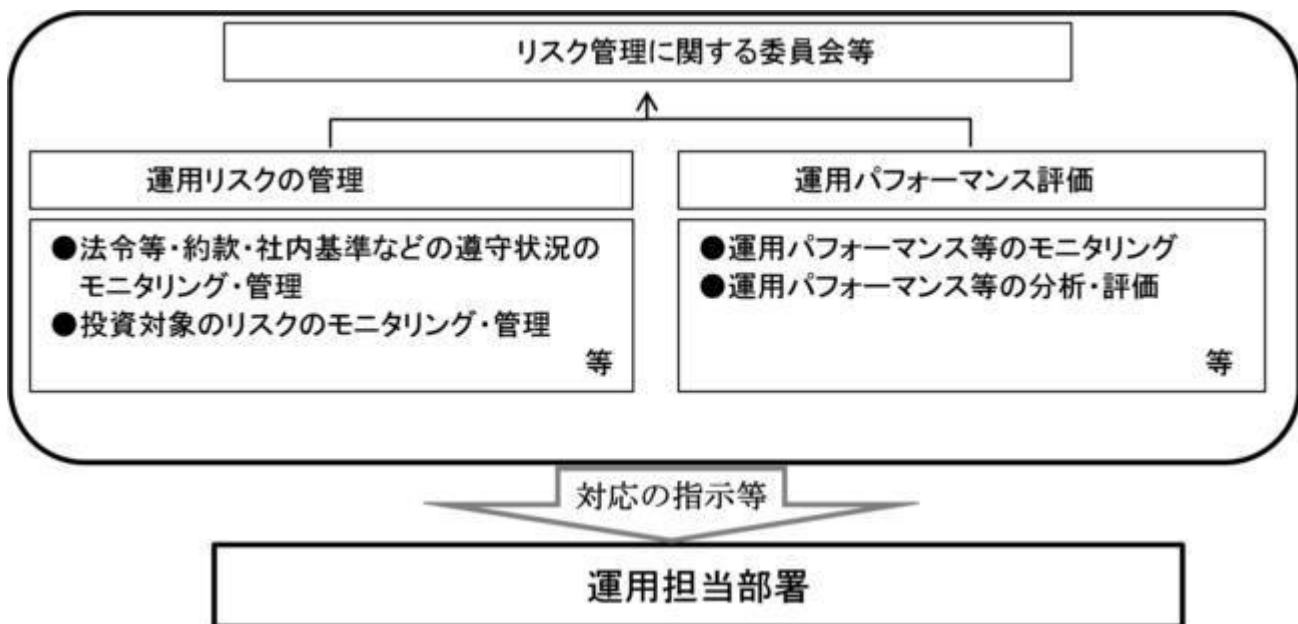 リスク管理に関する委員会等
運用リスクの管理
●法令等・約款・社内基準などの遵守状況の
モニタリング・管理
●投資対象のリスクのモニタリング・管理
等
運用パフォーマンス評価
●運用パフォーマンス等のモニタリング
●運用パフォーマンス等の分析・評価
等
対応の指示等
運用担当部署